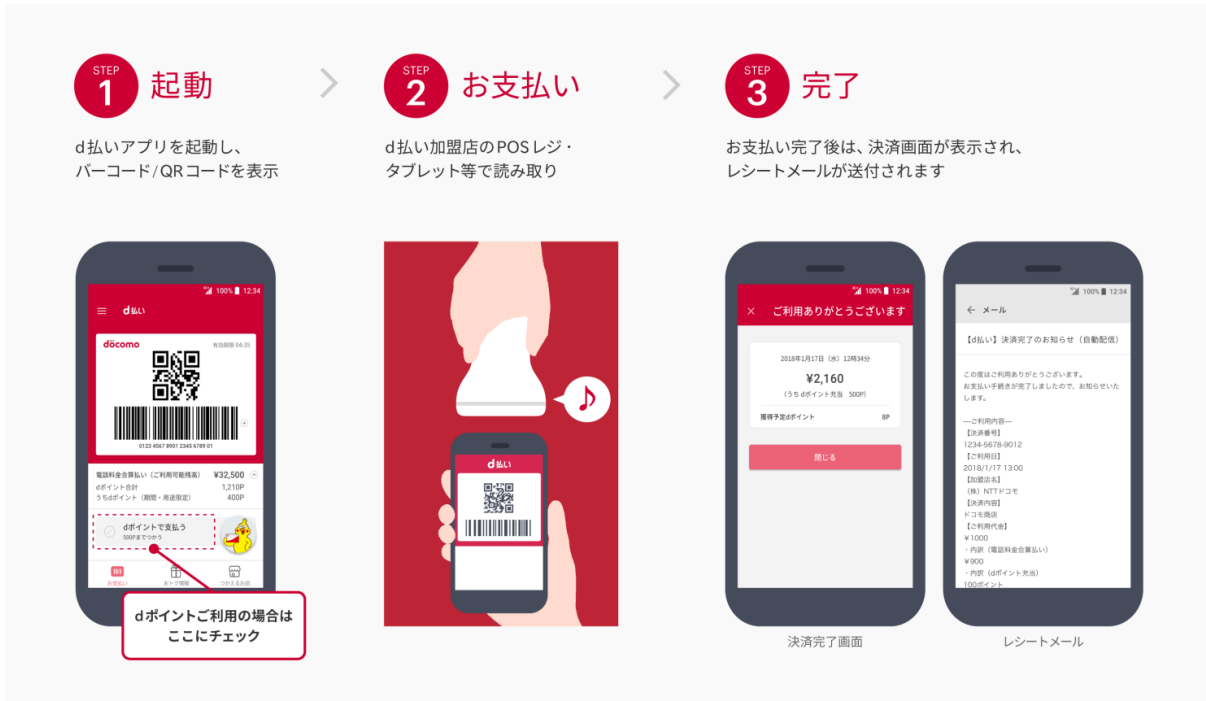 STEP
1
起動
d払いアプリを起動し、
バーコード/QRコードを表示
STEP
2
お支払い
d払い加盟店のPOSレジ・
タブレット等で読み取り
STEP
3
完了
お支払い完了後は、決済画面が表示され、
レシートメールが送付されます
100% 12:34
d払い
döcomo
有効期限 04:35
0123 4567 8901 2345 6789 01
電話料金合算払い（ご利用可能残高） ¥32,500
dポイント合計 1,210P
うちdポイント（期間・用途限定） 400P
dポイントで支払う
500Pまでつかう
お支払い
おトク情報
つかえるお店
dポイントご利用の場合は
ここにチェック
d払い
100% 12:34
× ご利用ありがとうございます
2018年1月17日（水）12時34分
¥2,160
（うちdポイント充当 500P）
獲得予定dポイント 8P
閉じる
決済完了画面
100% 12:34
← メール
【d払い】決済完了のお知らせ（自動配信）
この度はご利用ありがとうございます。
お支払い手続きが完了しましたので、お知らせいた
します。
―ご利用内容―
【決済番号】
1234-5678-9012
【ご利用日】
2018/1/17 13:00
【加盟店名】
（株）NTTドコモ
【決済内容】
ドコモ商店
【ご利用代金】
￥1000
・内訳（電話料金合算払い）
￥900
・内訳（dポイント充当）
100ポイント
レシートメール